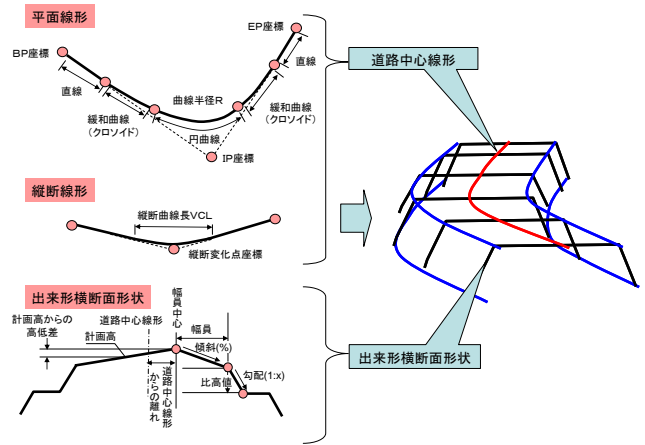 平面線形
EP座標
BP座標
直線
曲線半径R
直線
緩和曲線
(クロソイド)
円曲線
緩和曲線
(クロソイド)
IP座標
道路中心線形
縦断線形
縦断曲線長VCL
縦断変化点座標
出来形横断面形状
計画高からの
高低差
道路中心線形
計画高
幅員中心
幅員
傾斜(%)
道路中心線形
からの離れ
比高値
勾配(1:x)
出来形横断面形状